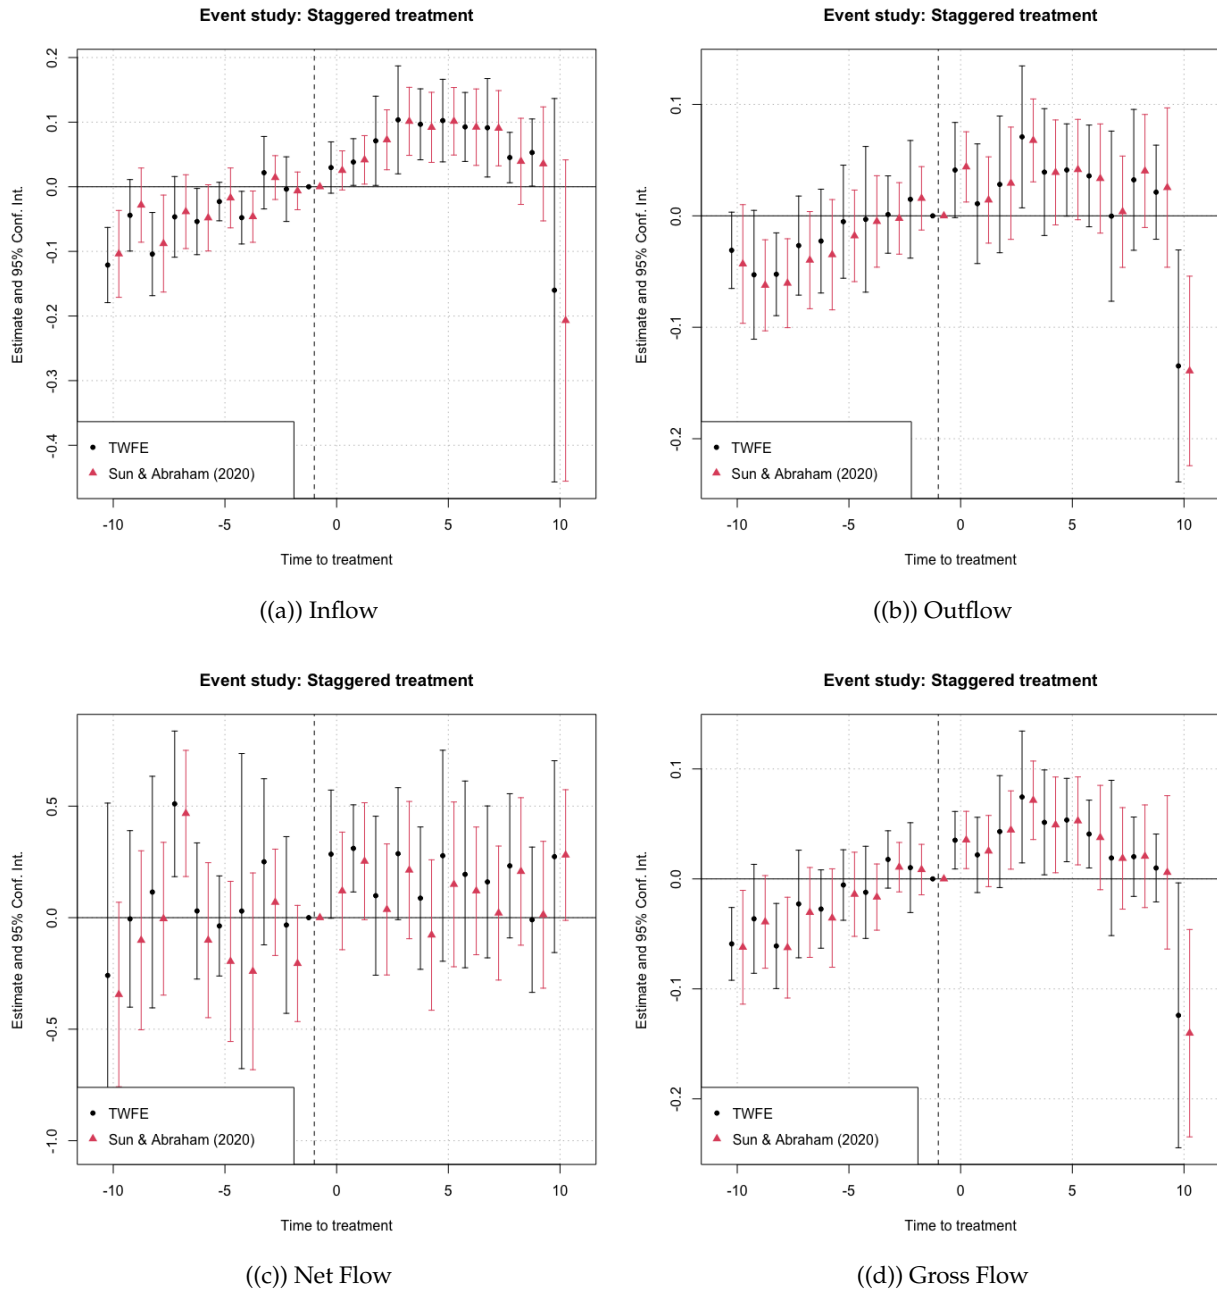 Event study: Staggered treatment
Estimate and 95% Conf. Int.
0.2
0.1
0.0
-0.1
-0.2
-0.3
-0.4
TWFE
Sun & Abraham (2020)
-10 -5 0 5 10
Time to treatment
((a)) Inflow
Event study: Staggered treatment
Estimate and 95% Conf. Int.
0.1
0.0
-0.1
-0.2
TWFE
Sun & Abraham (2020)
-10 -5 0 5 10
Time to treatment
((b)) Outflow
Event study: Staggered treatment
Estimate and 95% Conf. Int.
0.5
0.0
-0.5
-1.0
TWFE
Sun & Abraham (2020)
-10 -5 0 5 10
Time to treatment
((c)) Net Flow
Event study: Staggered treatment
Estimate and 95% Conf. Int.
0.1
0.0
-0.1
-0.2
TWFE
Sun & Abraham (2020)
-10 -5 0 5 10
Time to treatment
((d)) Gross Flow